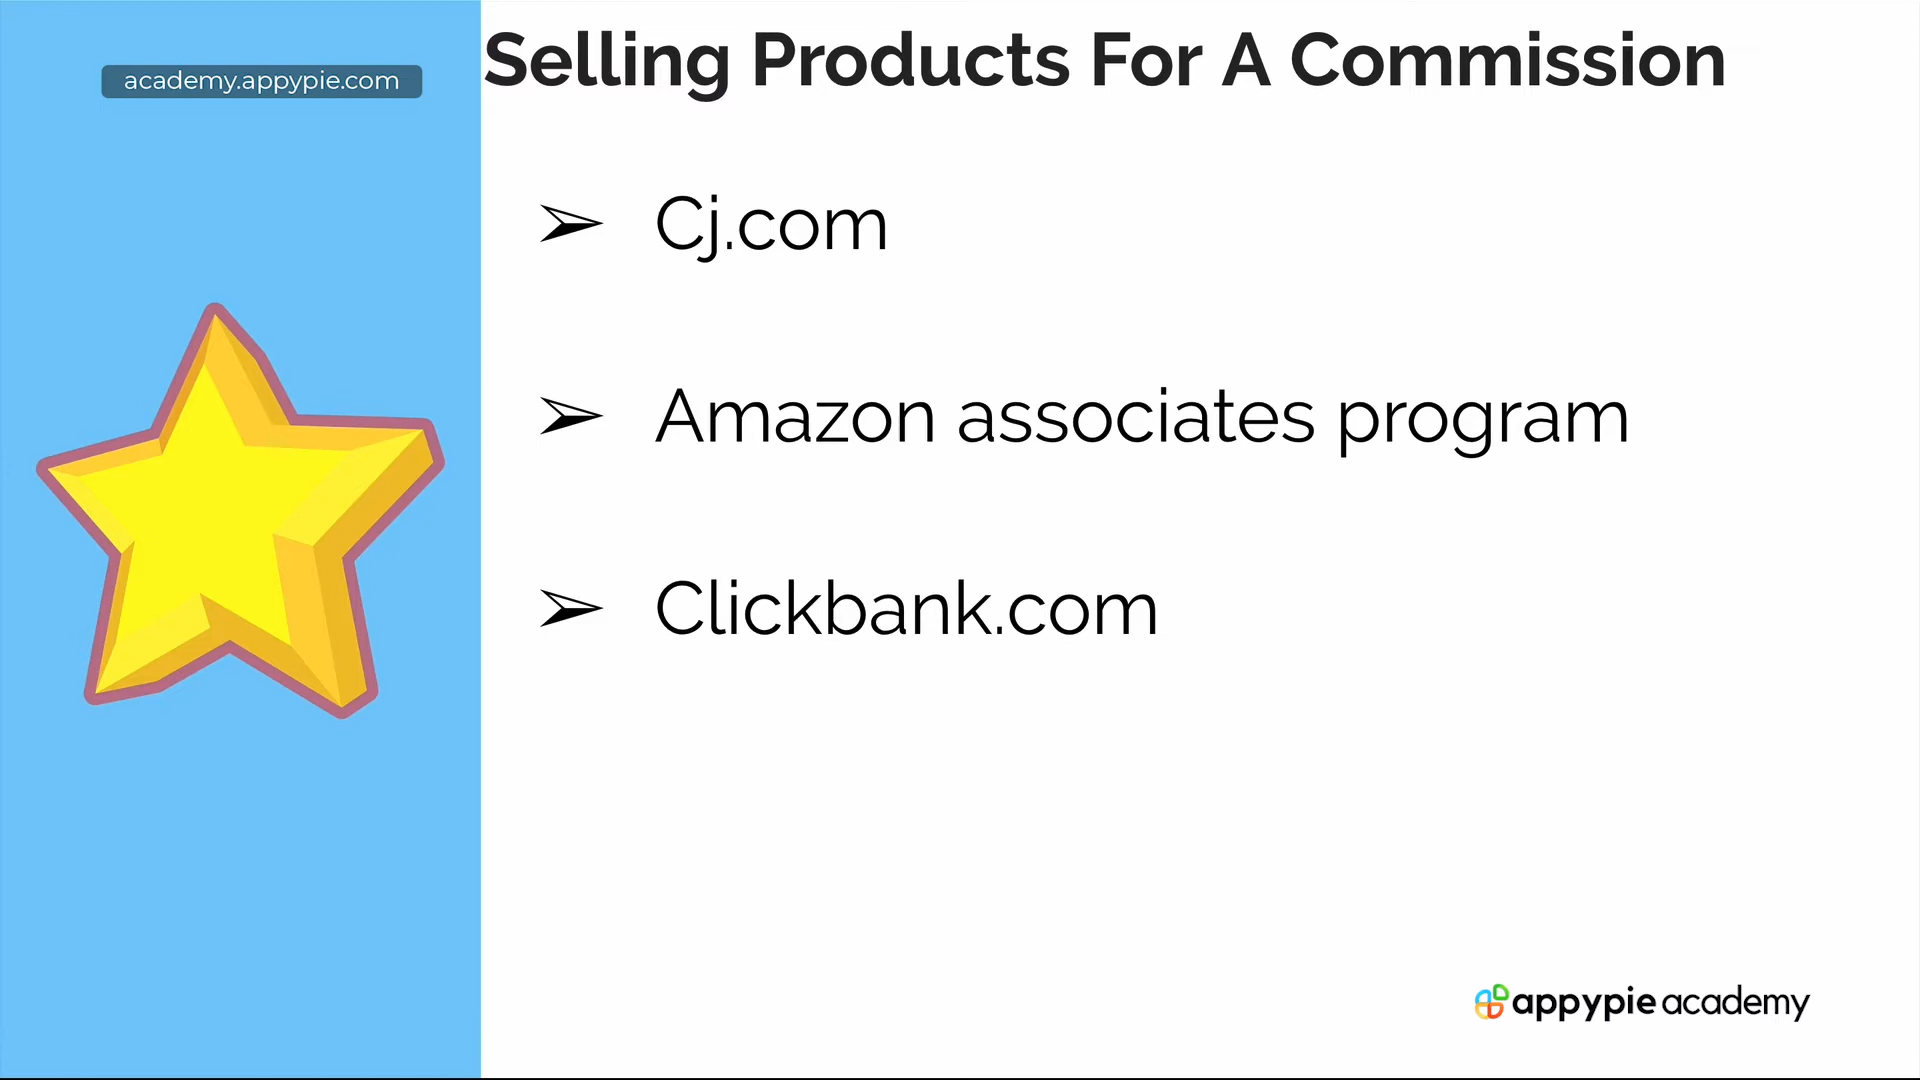 academy.appypie.com
Selling Products For A Commission
➢ Cj.com
➢ Amazon associates program
➢ Clickbank.com
appypie academy